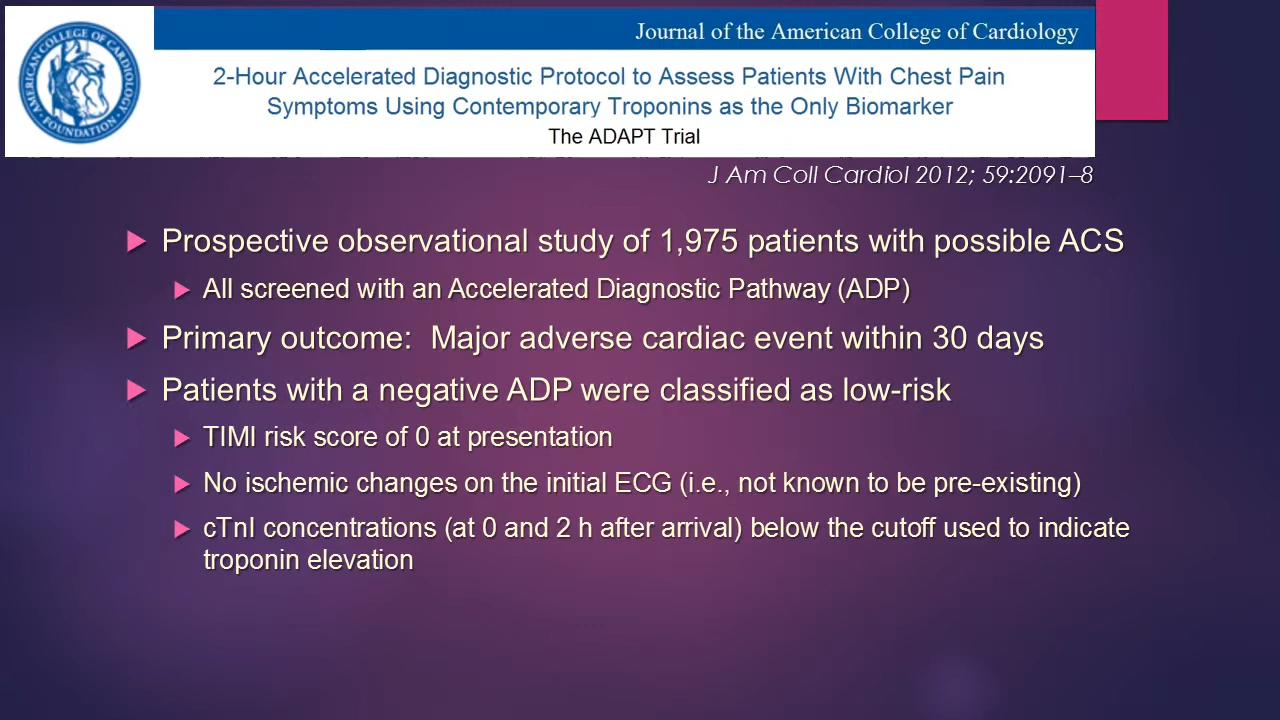 AMERICAN COLLEGE OF CARDIOLOGY
FOUNDATION
Journal of the American College of Cardiology
2-Hour Accelerated Diagnostic Protocol to Assess Patients With Chest Pain
Symptoms Using Contemporary Troponins as the Only Biomarker
The ADAPT Trial
J Am Coll Cardiol 2012; 59:2091–8
Prospective observational study of 1,975 patients with possible ACS
All screened with an Accelerated Diagnostic Pathway (ADP)
Primary outcome: Major adverse cardiac event within 30 days
Patients with a negative ADP were classified as low-risk
TIMI risk score of 0 at presentation
No ischemic changes on the initial ECG (i.e., not known to be pre-existing)
cTnI concentrations (at 0 and 2 h after arrival) below the cutoff used to indicate
troponin elevation